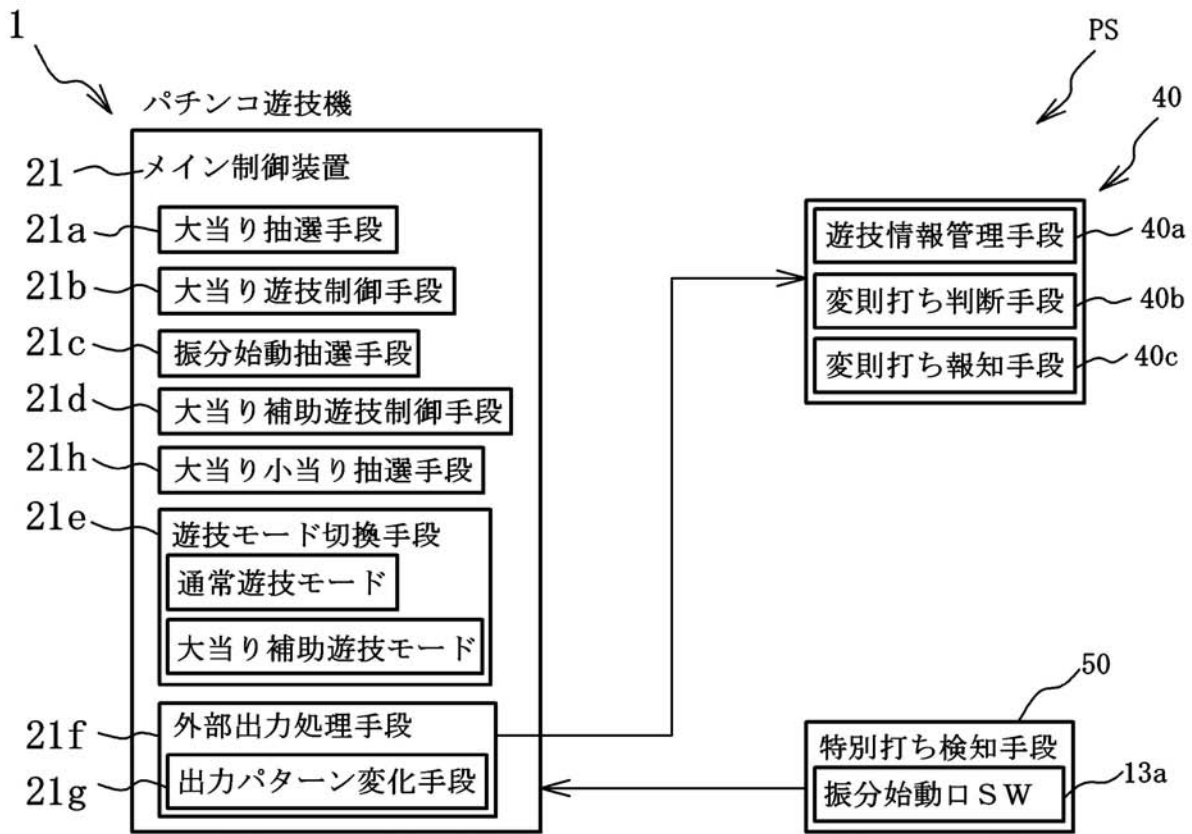 1
パチンコ遊技機
21
メイン制御装置
21a
大当り抽選手段
21b
大当り遊技制御手段
21c
振分始動抽選手段
21d
大当り補助遊技制御手段
21h
大当り小当り抽選手段
21e
遊技モード切換手段
通常遊技モード
大当り補助遊技モード
21f
外部出力処理手段
21g
出力パターン変化手段
PS
40
遊技情報管理手段
40a
変則打ち判断手段
40b
変則打ち報知手段
40c
50
特別打ち検知手段
振分始動口SW
13a